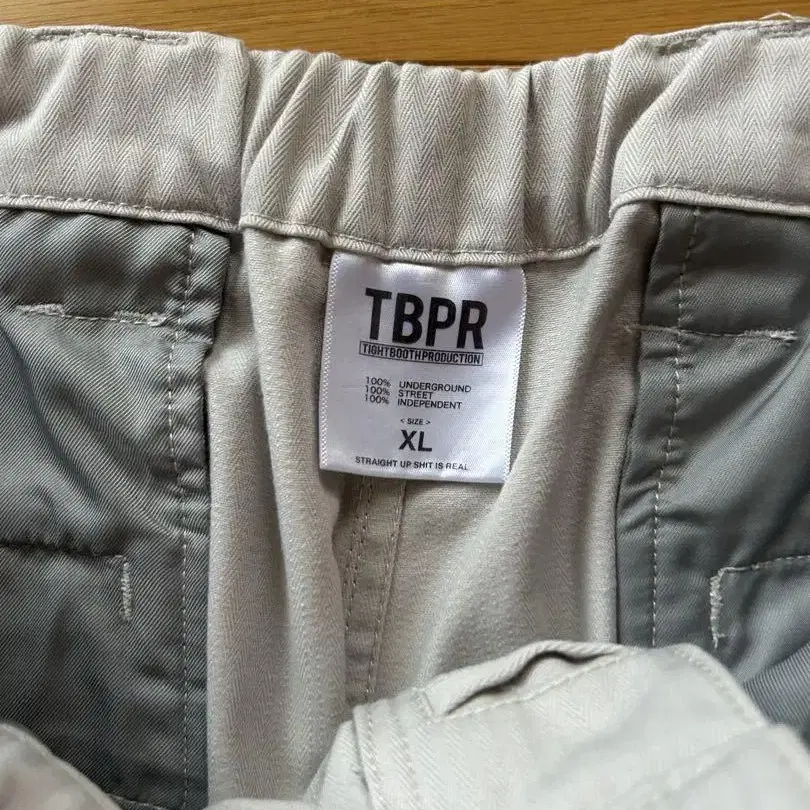 TBPR
TIGHTBOOTHPRODUCTION
100% UNDERGROUND
100% STREET
100% INDEPENDENT
< SIZE >
XL
STRAIGHT UP SHIT IS REAL